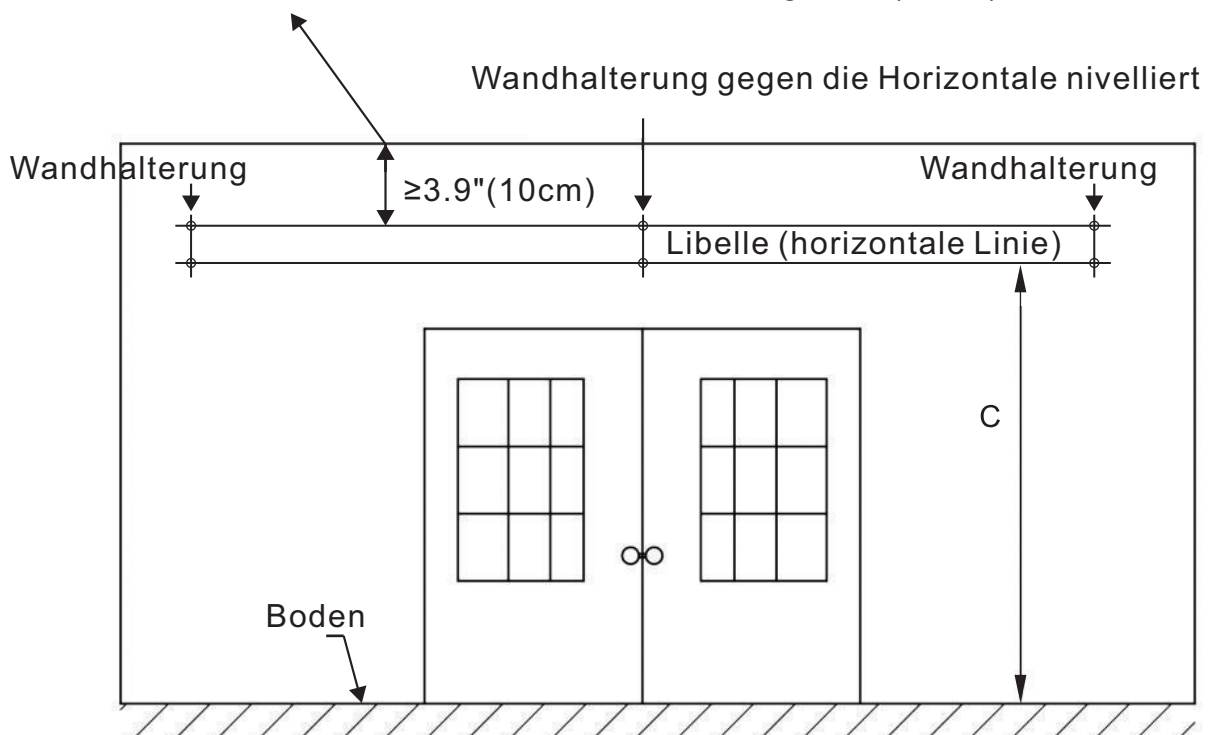 Wandhalterung gegen die Horizontale nivelliert
Wandhalterung
Wandhalterung
≥3.9"(10cm)
Libelle (horizontale Linie)
C
Boden